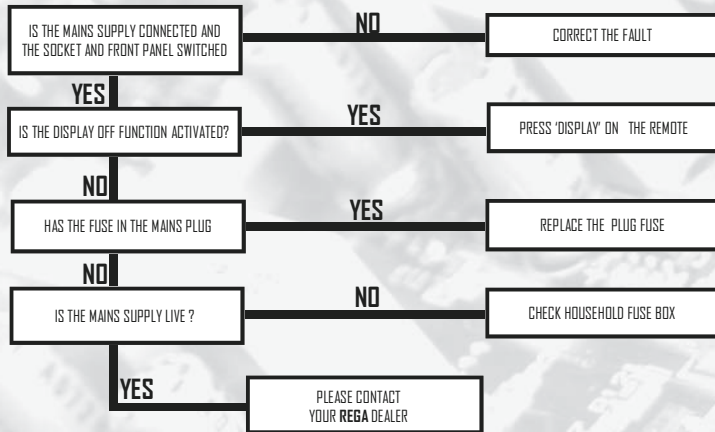 IS THE MAINS SUPPLY CONNECTED AND
THE SOCKET AND FRONT PANEL SWITCHED
NO
CORRECT THE FAULT
YES
IS THE DISPLAY OFF FUNCTION ACTIVATED?
YES
PRESS 'DISPLAY' ON THE REMOTE
NO
HAS THE FUSE IN THE MAINS PLUG
YES
REPLACE THE PLUG FUSE
NO
IS THE MAINS SUPPLY LIVE ?
NO
CHECK HOUSEHOLD FUSE BOX
YES
PLEASE CONTACT
YOUR REGA DEALER